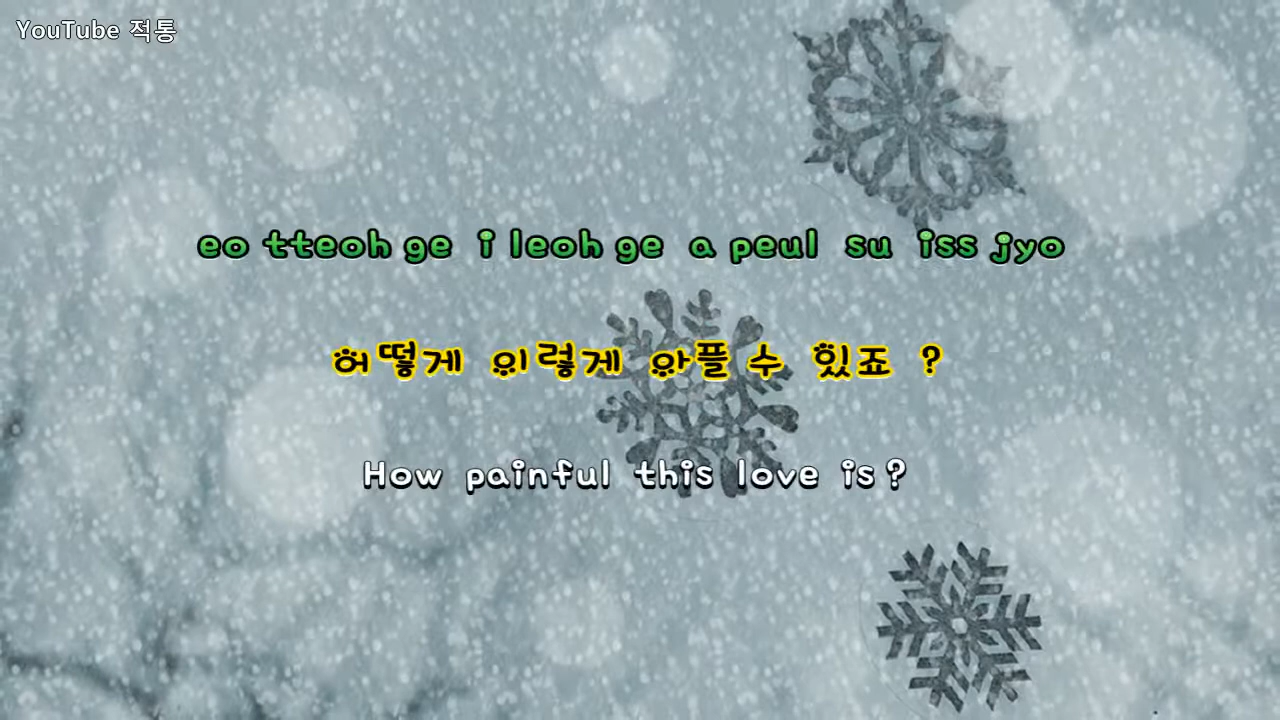 YouTube 적통
eo tteoh ge i leoh ge a peul su iss jyo
어떻게 이렇게 아플 수 있죠 ?
How painful this love is ?